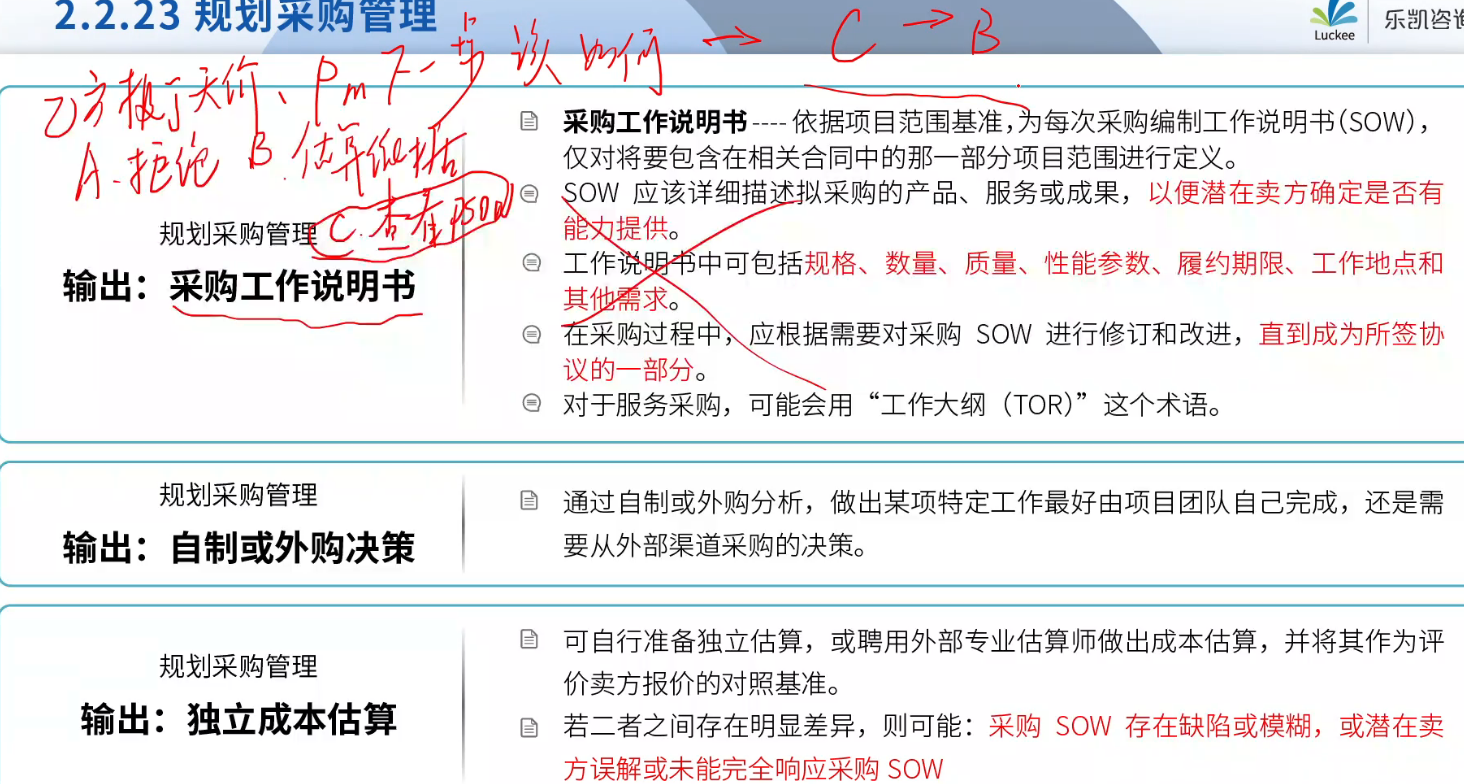 2.2.23 规划采购管理
Luckee
乐凯咨询
乙方报了天价、Pm下一步该如何 → C → B
A.拒绝 B.估算依据
C.查看PSOW
规划采购管理
输出：采购工作说明书
采购工作说明书----依据项目范围基准，为每次采购编制工作说明书（SOW），
仅对将要包含在相关合同中的那一部分项目范围进行定义。
SOW 应该详细描述拟采购的产品、服务或成果，以便潜在卖方确定是否有
能力提供。
工作说明书中可包括规格、数量、质量、性能参数、履约期限、工作地点和
其他需求。
在采购过程中，应根据需要对采购 SOW 进行修订和改进，直到成为所签协
议的一部分。
对于服务采购，可能会用“工作大纲（TOR）”这个术语。
规划采购管理
输出：自制或外购决策
通过自制或外购分析，做出某项特定工作最好由项目团队自己完成，还是需
要从外部渠道采购的决策。
规划采购管理
输出：独立成本估算
可自行准备独立估算，或聘用外部专业估算师做出成本估算，并将其作为评
价卖方报价的对照基准。
若二者之间存在明显差异，则可能：采购 SOW 存在缺陷或模糊，或潜在卖
方误解或未能完全响应采购 SOW